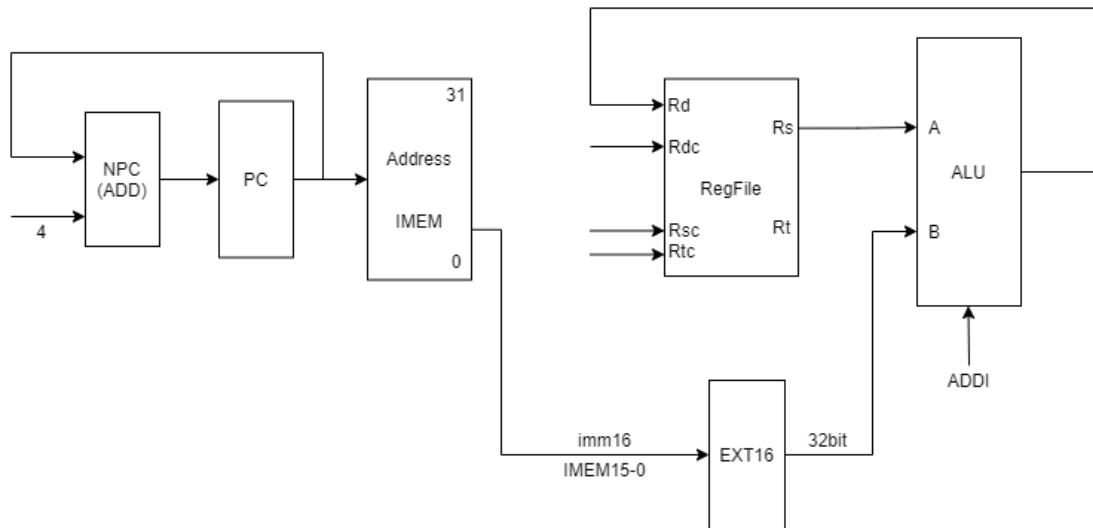 NPC
(ADD)
4
PC
31
Address
IMEM
0
Rd
Rdc
Rsc
Rtc
RegFile
Rs
Rt
A
B
ALU
ADDI
imm16
IMEM15-0
EXT16
32bit